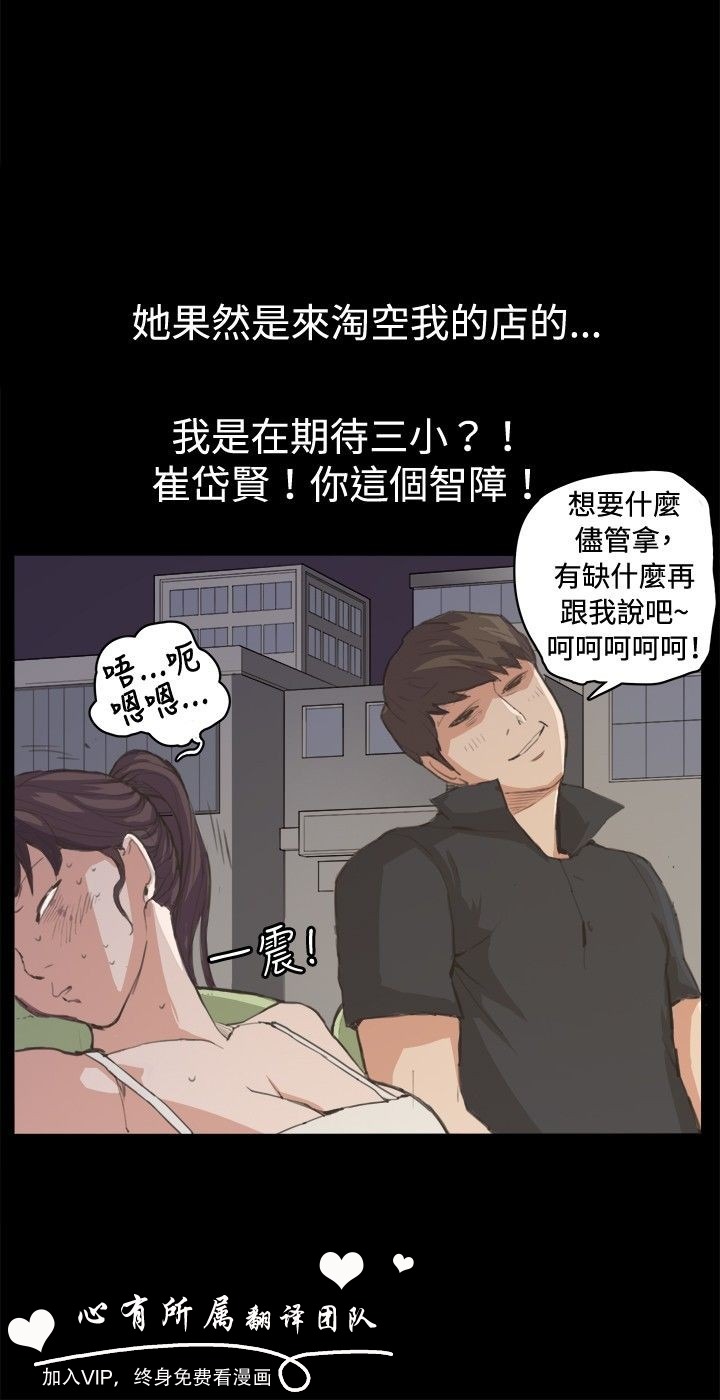 她果然是來淘空我的店的...
我是在期待三小？！
崔岱賢！你這個智障！
想要什麼
儘管拿，
有缺什麼再
跟我說吧~
呵呵呵呵呵！
唔...呃
嗯嗯...
一震！
心有所属翻译团队
加入VIP，终身免费看漫画